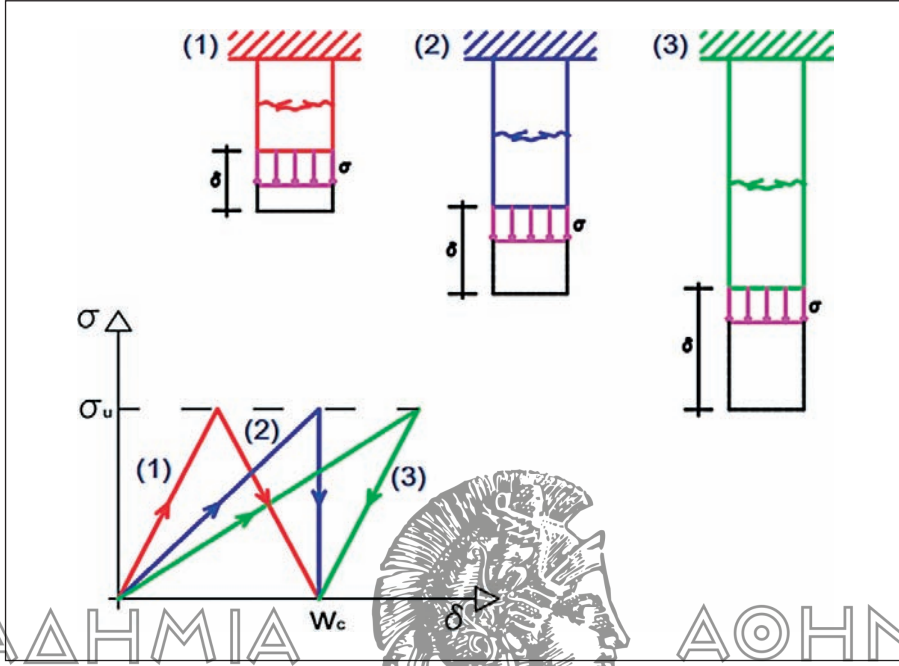 (1) (2) (3)
δ σ
δ σ
δ σ
σ
σu
(1) (2) (3)
Wc δ
ΑΔΗΜΙΑ ΑΘΗΝ